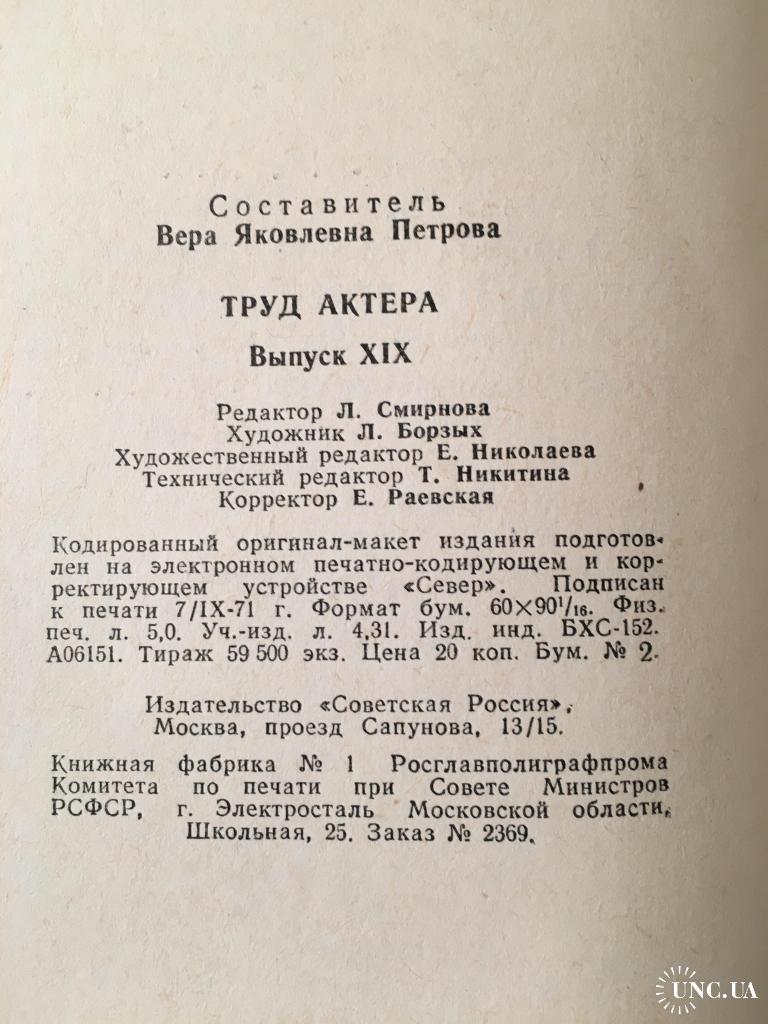 Составитель
Вера Яковлевна Петрова
ТРУД АКТЕРА
Выпуск XIX
Редактор Л. Смирнова
Художник Л. Борзых
Художественный редактор Е. Николаева
Технический редактор Т. Никитина
Корректор Е. Раевская
Кодированный оригинал-макет издания подготов-
лен на электронном печатно-кодирующем и кор-
ректирующем устройстве «Север». Подписан
к печати 7/IX-71 г. Формат бум. 60×90¹/₁₆. Физ.
печ. л. 5,0. Уч.-изд. л. 4,31. Изд. инд. БХС-152.
А06151. Тираж 59 500 экз. Цена 20 коп. Бум. № 2.
Издательство «Советская Россия».
Москва, проезд Сапунова, 13/15.
Книжная фабрика № 1 Росглавполиграфпрома
Комитета по печати при Совете Министров
РСФСР, г. Электросталь Московской области,
Школьная, 25. Заказ № 2369.
UNC.UA